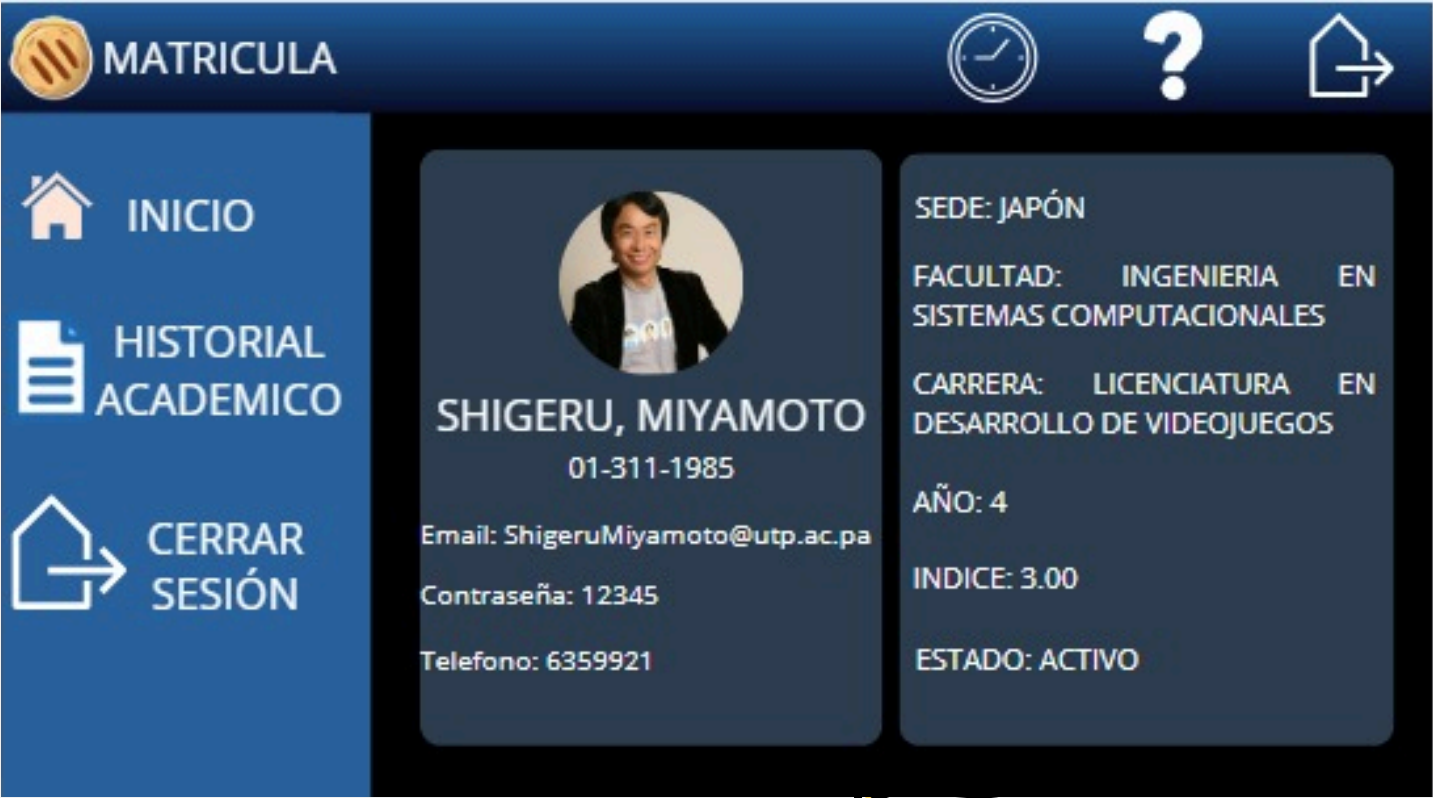 MATRICULA
INICIO
HISTORIAL
ACADEMICO
CERRAR
SESIÓN
SHIGERU, MIYAMOTO
01-311-1985
Email: ShigeruMiyamoto@utp.ac.pa
Contraseña: 12345
Telefono: 6359921
SEDE: JAPÓN
FACULTAD: INGENIERIA EN
SISTEMAS COMPUTACIONALES
CARRERA: LICENCIATURA EN
DESARROLLO DE VIDEOJUEGOS
AÑO: 4
INDICE: 3.00
ESTADO: ACTIVO